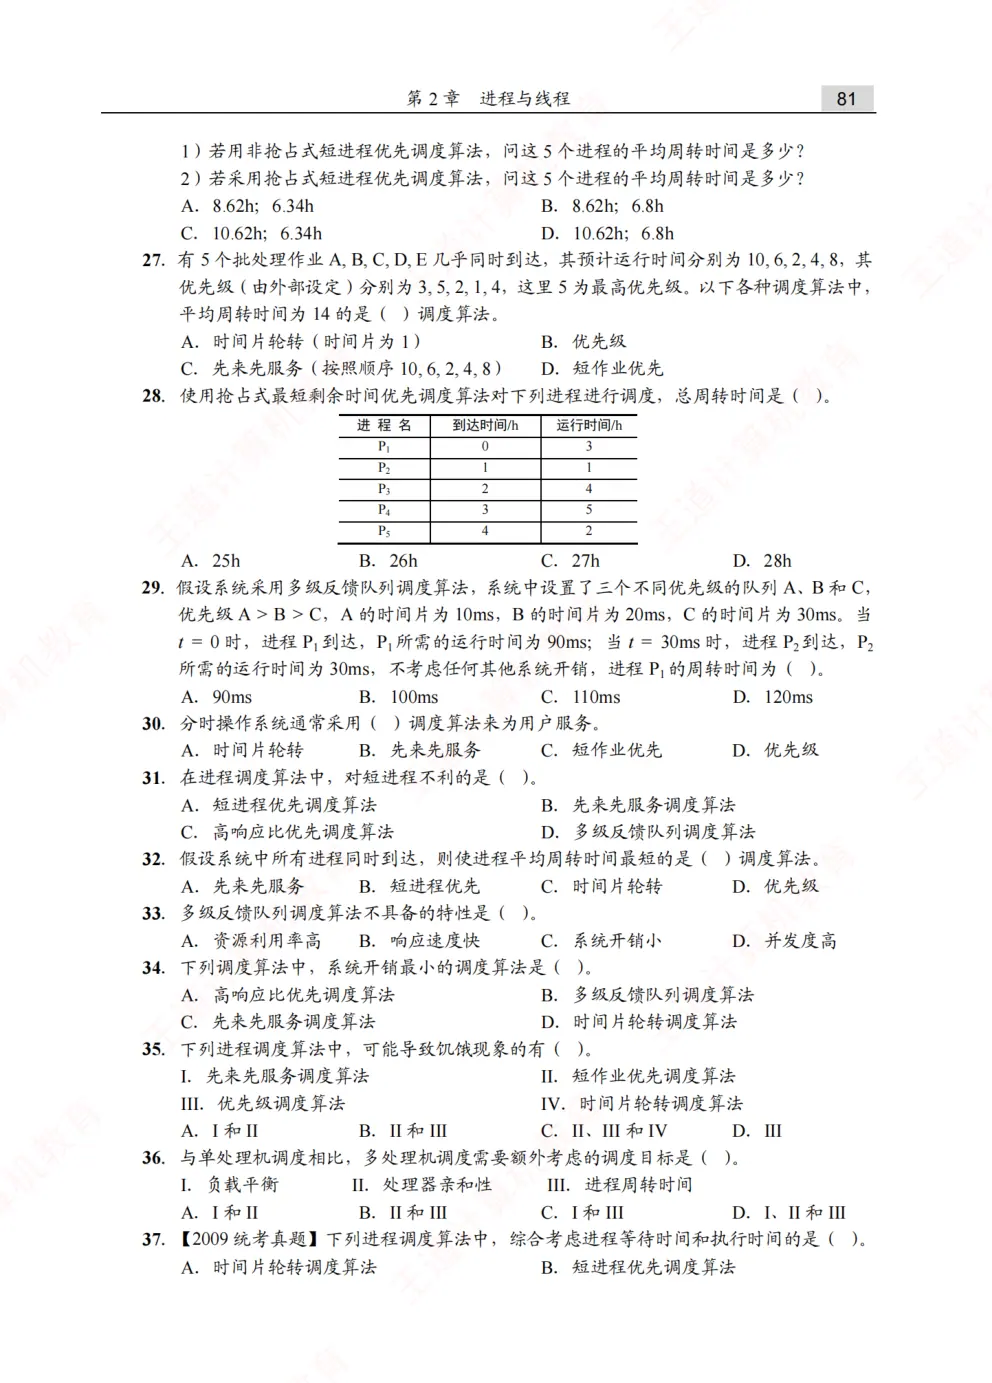 第 2 章 进程与线程 81
1）若用非抢占式短进程优先调度算法，问这 5 个进程的平均周转时间是多少？
2）若采用抢占式短进程优先调度算法，问这 5 个进程的平均周转时间是多少？
A. 8.62h；6.34h B. 8.62h；6.8h
C. 10.62h；6.34h D. 10.62h；6.8h
27. 有 5 个批处理作业 A, B, C, D, E 几乎同时到达，其预计运行时间分别为 10, 6, 2, 4, 8，其
优先级（由外部设定）分别为 3, 5, 2, 1, 4，这里 5 为最高优先级。以下各种调度算法中，
平均周转时间为 14 的是（ ）调度算法。
A. 时间片轮转（时间片为 1） B. 优先级
C. 先来先服务（按照顺序 10, 6, 2, 4, 8） D. 短作业优先
28. 使用抢占式最短剩余时间优先调度算法对下列进程进行调度，总周转时间是（ ）。
进 程 名 到达时间/h 运行时间/h
P1 0 3
P2 1 1
P3 2 4
P4 3 5
P5 4 2
A. 25h B. 26h C. 27h D. 28h
29. 假设系统采用多级反馈队列调度算法，系统中设置了三个不同优先级的队列 A、B 和 C，
优先级 A > B > C，A 的时间片为 10ms，B 的时间片为 20ms，C 的时间片为 30ms。当
t = 0 时，进程 P1 到达，P1 所需的运行时间为 90ms；当 t = 30ms 时，进程 P2 到达，P2
所需的运行时间为 30ms，不考虑任何其他系统开销，进程 P1 的周转时间为（ ）。
A. 90ms B. 100ms C. 110ms D. 120ms
30. 分时操作系统通常采用（ ）调度算法来为用户服务。
A. 时间片轮转 B. 先来先服务 C. 短作业优先 D. 优先级
31. 在进程调度算法中，对短进程不利的是（ ）。
A. 短进程优先调度算法 B. 先来先服务调度算法
C. 高响应比优先调度算法 D. 多级反馈队列调度算法
32. 假设系统中所有进程同时到达，则使进程平均周转时间最短的是（ ）调度算法。
A. 先来先服务 B. 短进程优先 C. 时间片轮转 D. 优先级
33. 多级反馈队列调度算法不具备的特性是（ ）。
A. 资源利用率高 B. 响应速度快 C. 系统开销小 D. 并发度高
34. 下列调度算法中，系统开销最小的调度算法是（ ）。
A. 高响应比优先调度算法 B. 多级反馈队列调度算法
C. 先来先服务调度算法 D. 时间片轮转调度算法
35. 下列进程调度算法中，可能导致饥饿现象的有（ ）。
I. 先来先服务调度算法 II. 短作业优先调度算法
III. 优先级调度算法 IV. 时间片轮转调度算法
A. I 和 II B. II 和 III C. II、III 和 IV D. III
36. 与单处理机调度相比，多处理机调度需要额外考虑的调度目标是（ ）。
I. 负载平衡 II. 处理器亲和性 III. 进程周转时间
A. I 和 II B. II 和 III C. I 和 III D. I、II 和 III
37. 【2009 统考真题】下列进程调度算法中，综合考虑进程等待时间和执行时间的是（ ）。
A. 时间片轮转调度算法 B. 短进程优先调度算法